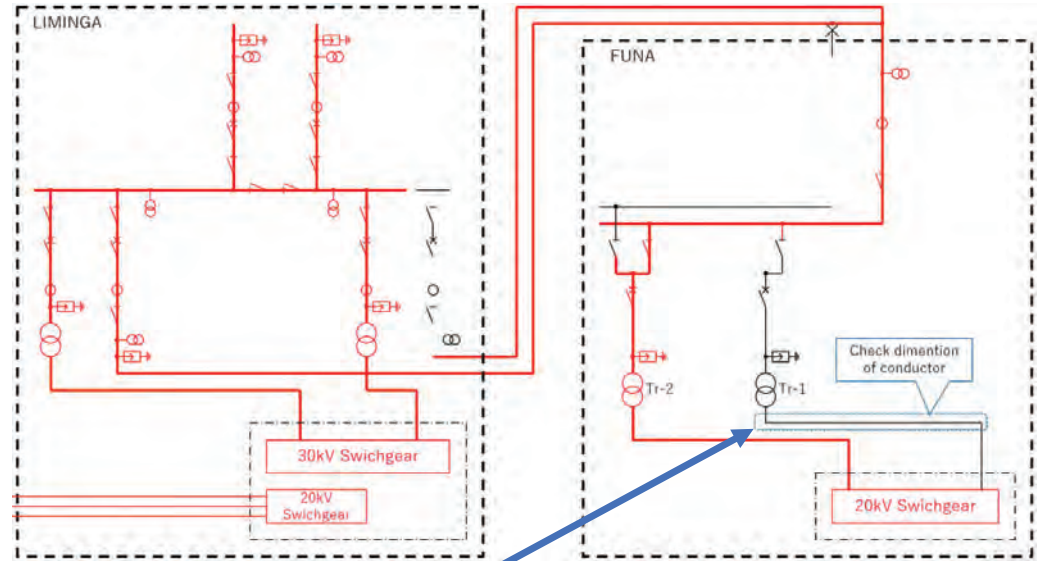 LIMINGA
FUNA
Check dimention
of conductor
Tr-2
Tr-1
30kV Swichgear
20kV
Swichgear
20kV Swichgear